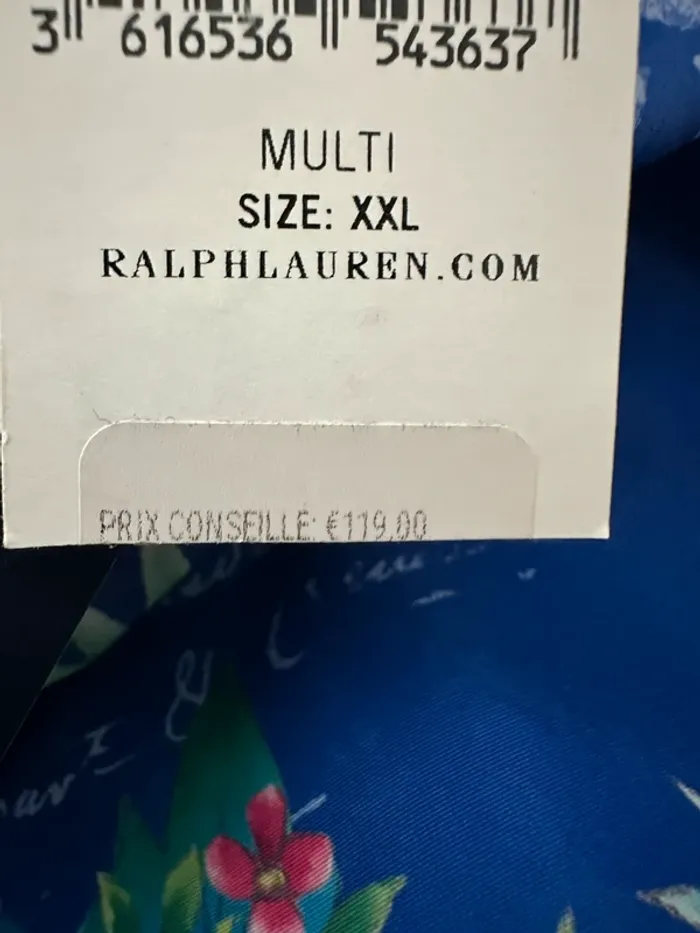 3 616536 543637
MULTI
SIZE: XXL
RALPHLAUREN.COM
PRIX CONSEILLE: €119,00
&